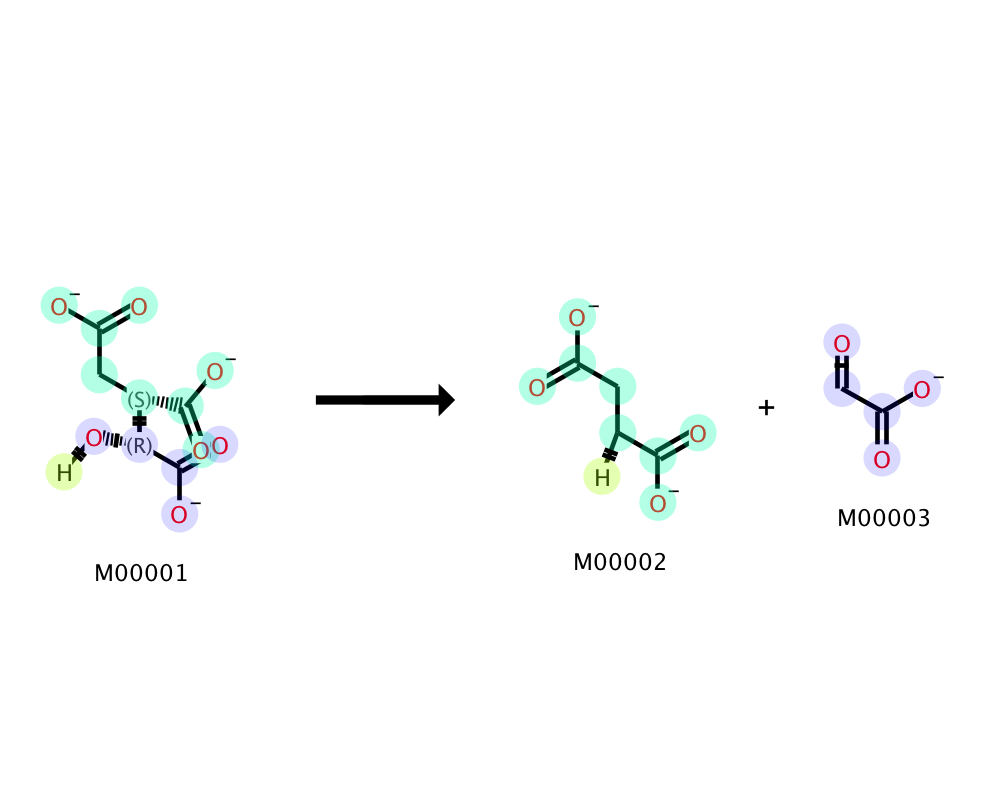 O− O
O−
O− O
(S)
O−
+
O O O
O (R)
H
O O−
O
H
O− O−
M00003
M00002
M00001